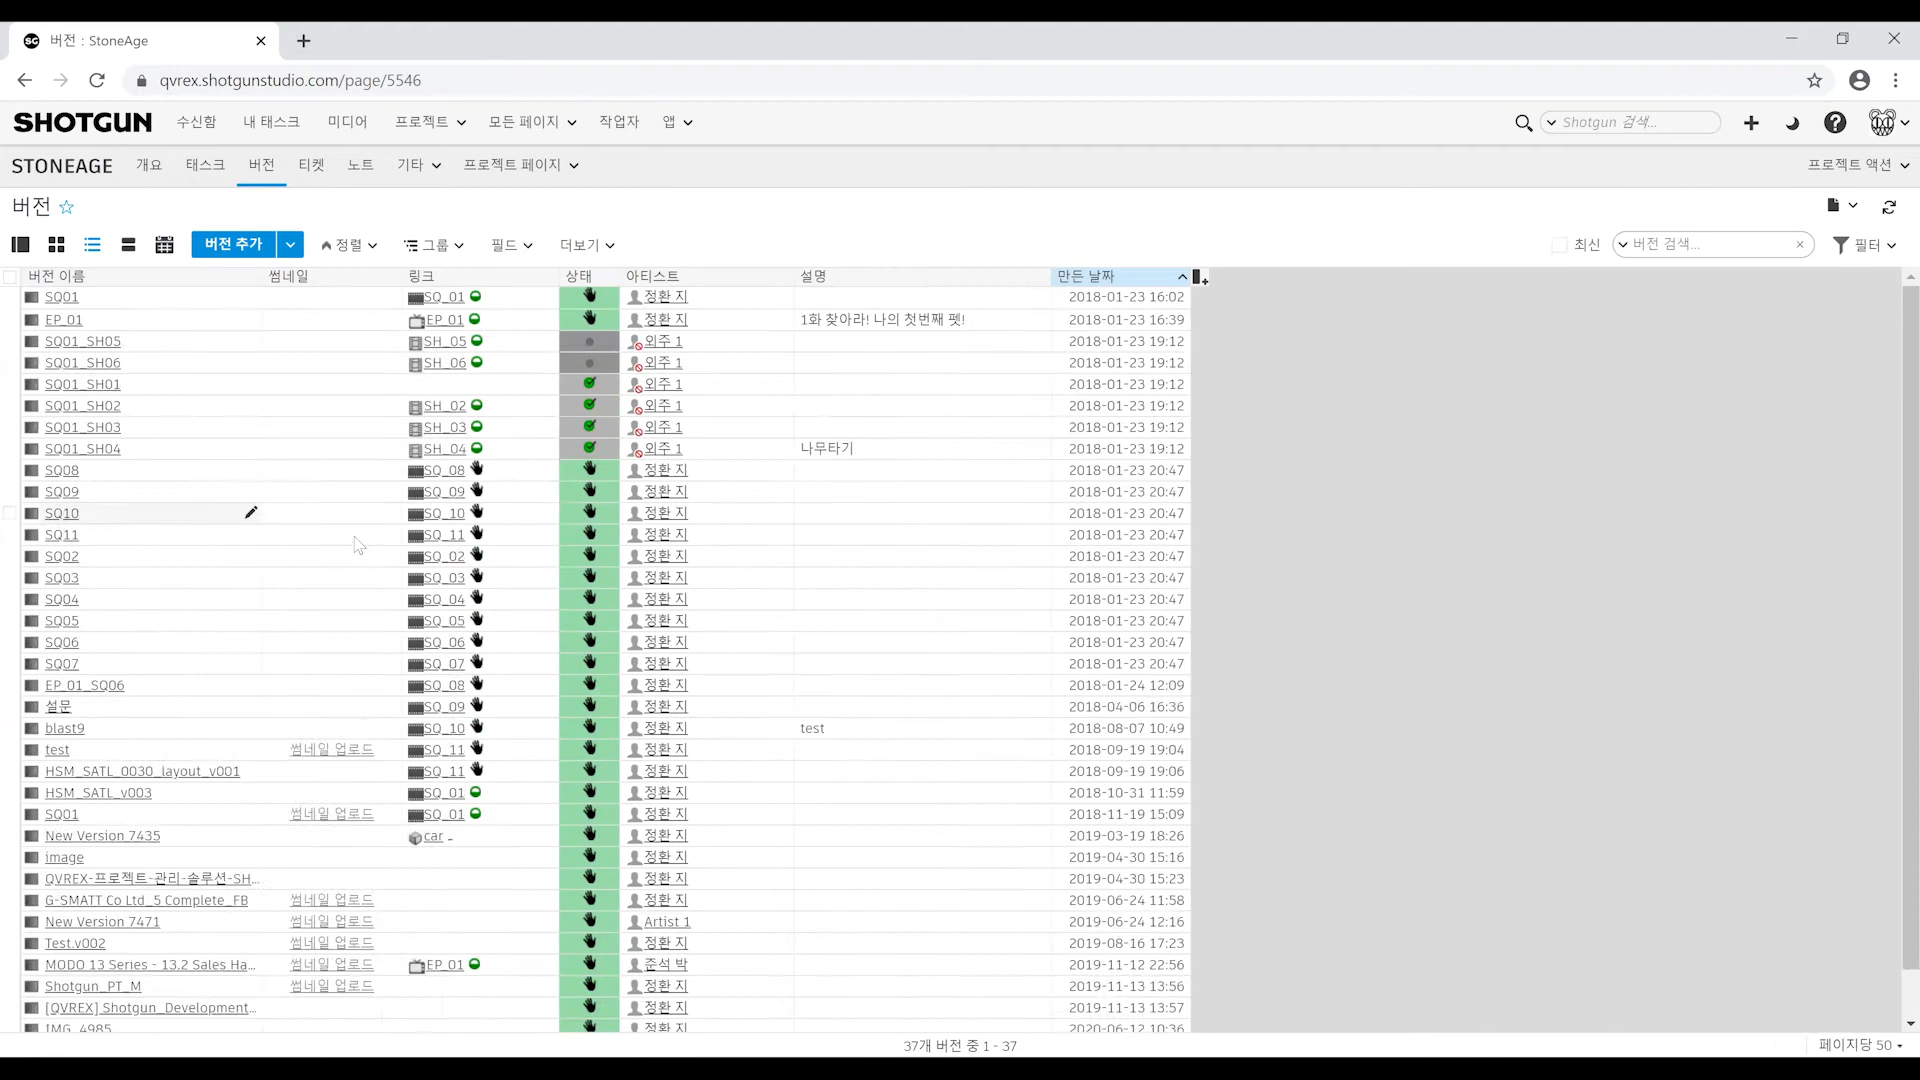 버전 : StoneAge
qvrex.shotgunstudio.com/page/5546
SHOTGUN 수신함 내 태스크 미디어 프로젝트 모든 페이지 작업자 앱 Shotgun 검색...
STONEAGE 개요 태스크 버전 티켓 노트 기타 프로젝트 페이지 프로젝트 액션
버전
버전 추가 정렬 그룹 필드 더보기 최신 버전 검색... 필터
버전 이름 썸네일 링크 상태 아티스트 설명 만든 날짜
SQ01 SQ_01 정환 지 2018-01-23 16:02
EP_01 EP_01 정환 지 1화 찾아라! 나의 첫번째 펫! 2018-01-23 16:39
SQ01_SH05 SH_05 외주 1 2018-01-23 19:12
SQ01_SH06 SH_06 외주 1 2018-01-23 19:12
SQ01_SH01 외주 1 2018-01-23 19:12
SQ01_SH02 SH_02 외주 1 2018-01-23 19:12
SQ01_SH03 SH_03 외주 1 2018-01-23 19:12
SQ01_SH04 SH_04 외주 1 나무타기 2018-01-23 19:12
SQ08 SQ_08 정환 지 2018-01-23 20:47
SQ09 SQ_09 정환 지 2018-01-23 20:47
SQ10 SQ_10 정환 지 2018-01-23 20:47
SQ11 SQ_11 정환 지 2018-01-23 20:47
SQ02 SQ_02 정환 지 2018-01-23 20:47
SQ03 SQ_03 정환 지 2018-01-23 20:47
SQ04 SQ_04 정환 지 2018-01-23 20:47
SQ05 SQ_05 정환 지 2018-01-23 20:47
SQ06 SQ_06 정환 지 2018-01-23 20:47
SQ07 SQ_07 정환 지 2018-01-23 20:47
EP_01_SQ06 SQ_08 정환 지 2018-01-24 12:09
설문 SQ_09 정환 지 2018-04-06 16:36
blast9 SQ_10 정환 지 test 2018-08-07 10:49
test 썸네일 업로드 SQ_11 정환 지 2018-09-19 19:04
HSM_SATL_0030_layout_v001 SQ_11 정환 지 2018-09-19 19:06
HSM_SATL_v003 SQ_01 정환 지 2018-10-31 11:59
SQ01 썸네일 업로드 SQ_01 정환 지 2018-11-19 15:09
New Version 7435 car - 정환 지 2019-03-19 18:26
image 정환 지 2019-04-30 15:16
QVREX-프로젝트-관리-솔루션-SH... 정환 지 2019-04-30 15:23
G-SMATT Co Ltd_5 Complete_FB 썸네일 업로드 정환 지 2019-06-24 11:58
New Version 7471 썸네일 업로드 Artist 1 2019-06-24 12:16
Test.v002 썸네일 업로드 정환 지 2019-08-16 17:23
MODO 13 Series - 13.2 Sales Ha... 썸네일 업로드 EP_01 준석 박 2019-11-12 22:56
Shotgun_PT_M 썸네일 업로드 정환 지 2019-11-13 13:56
[QVREX] Shotgun_Development... 정환 지 2019-11-13 13:57
IMG_4985 정환 지 2020-06-12 10:36
37개 버전 중 1 - 37 페이지당 50